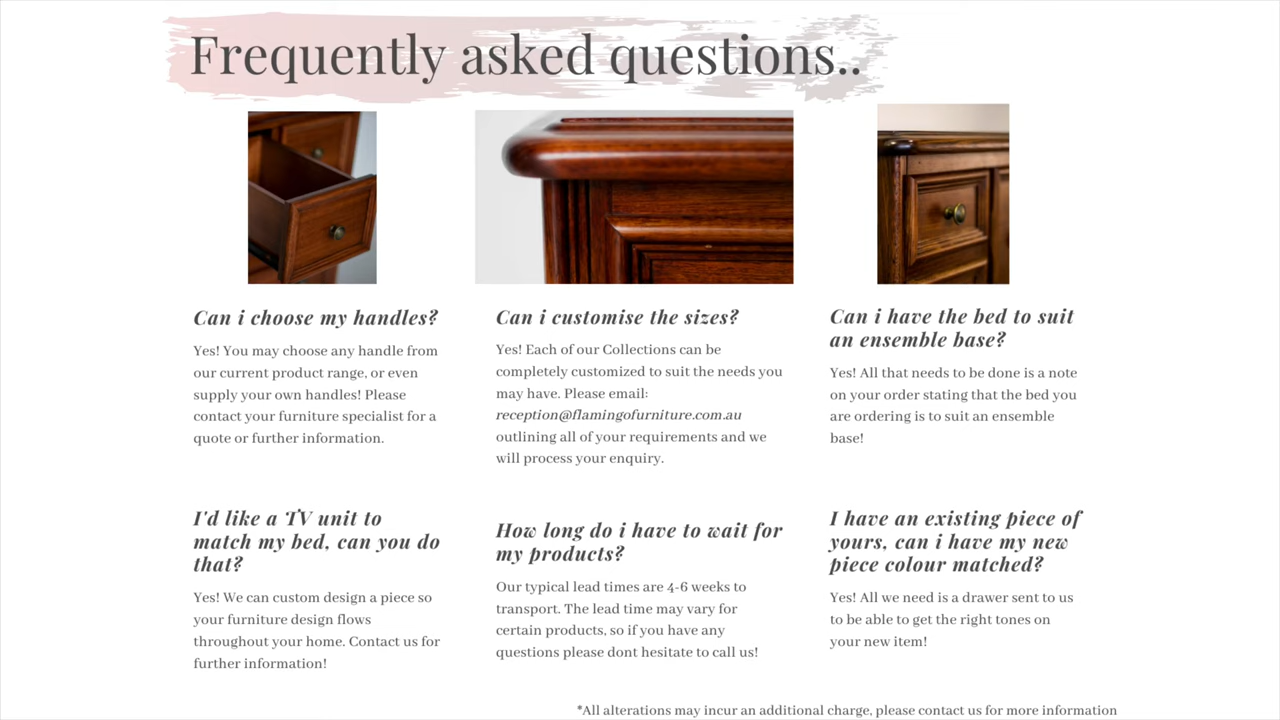 Frequently asked questions..
Can i choose my handles?
Yes! You may choose any handle from
our current product range, or even
supply your own handles! Please
contact your furniture specialist for a
quote or further information.
Can i customise the sizes?
Yes! Each of our Collections can be
completely customized to suit the needs you
may have. Please email:
reception@flamingofurniture.com.au
outlining all of your requirements and we
will process your enquiry.
Can i have the bed to suit
an ensemble base?
Yes! All that needs to be done is a note
on your order stating that the bed you
are ordering is to suit an ensemble
base!
I'd like a TV unit to
match my bed, can you do
that?
Yes! We can custom design a piece so
your furniture design flows
throughout your home. Contact us for
further information!
How long do i have to wait for
my products?
Our typical lead times are 4-6 weeks to
transport. The lead time may vary for
certain products, so if you have any
questions please dont hesitate to call us!
I have an existing piece of
yours, can i have my new
piece colour matched?
Yes! All we need is a drawer sent to us
to be able to get the right tones on
your new item!
*All alterations may incur an additional charge, please contact us for more information